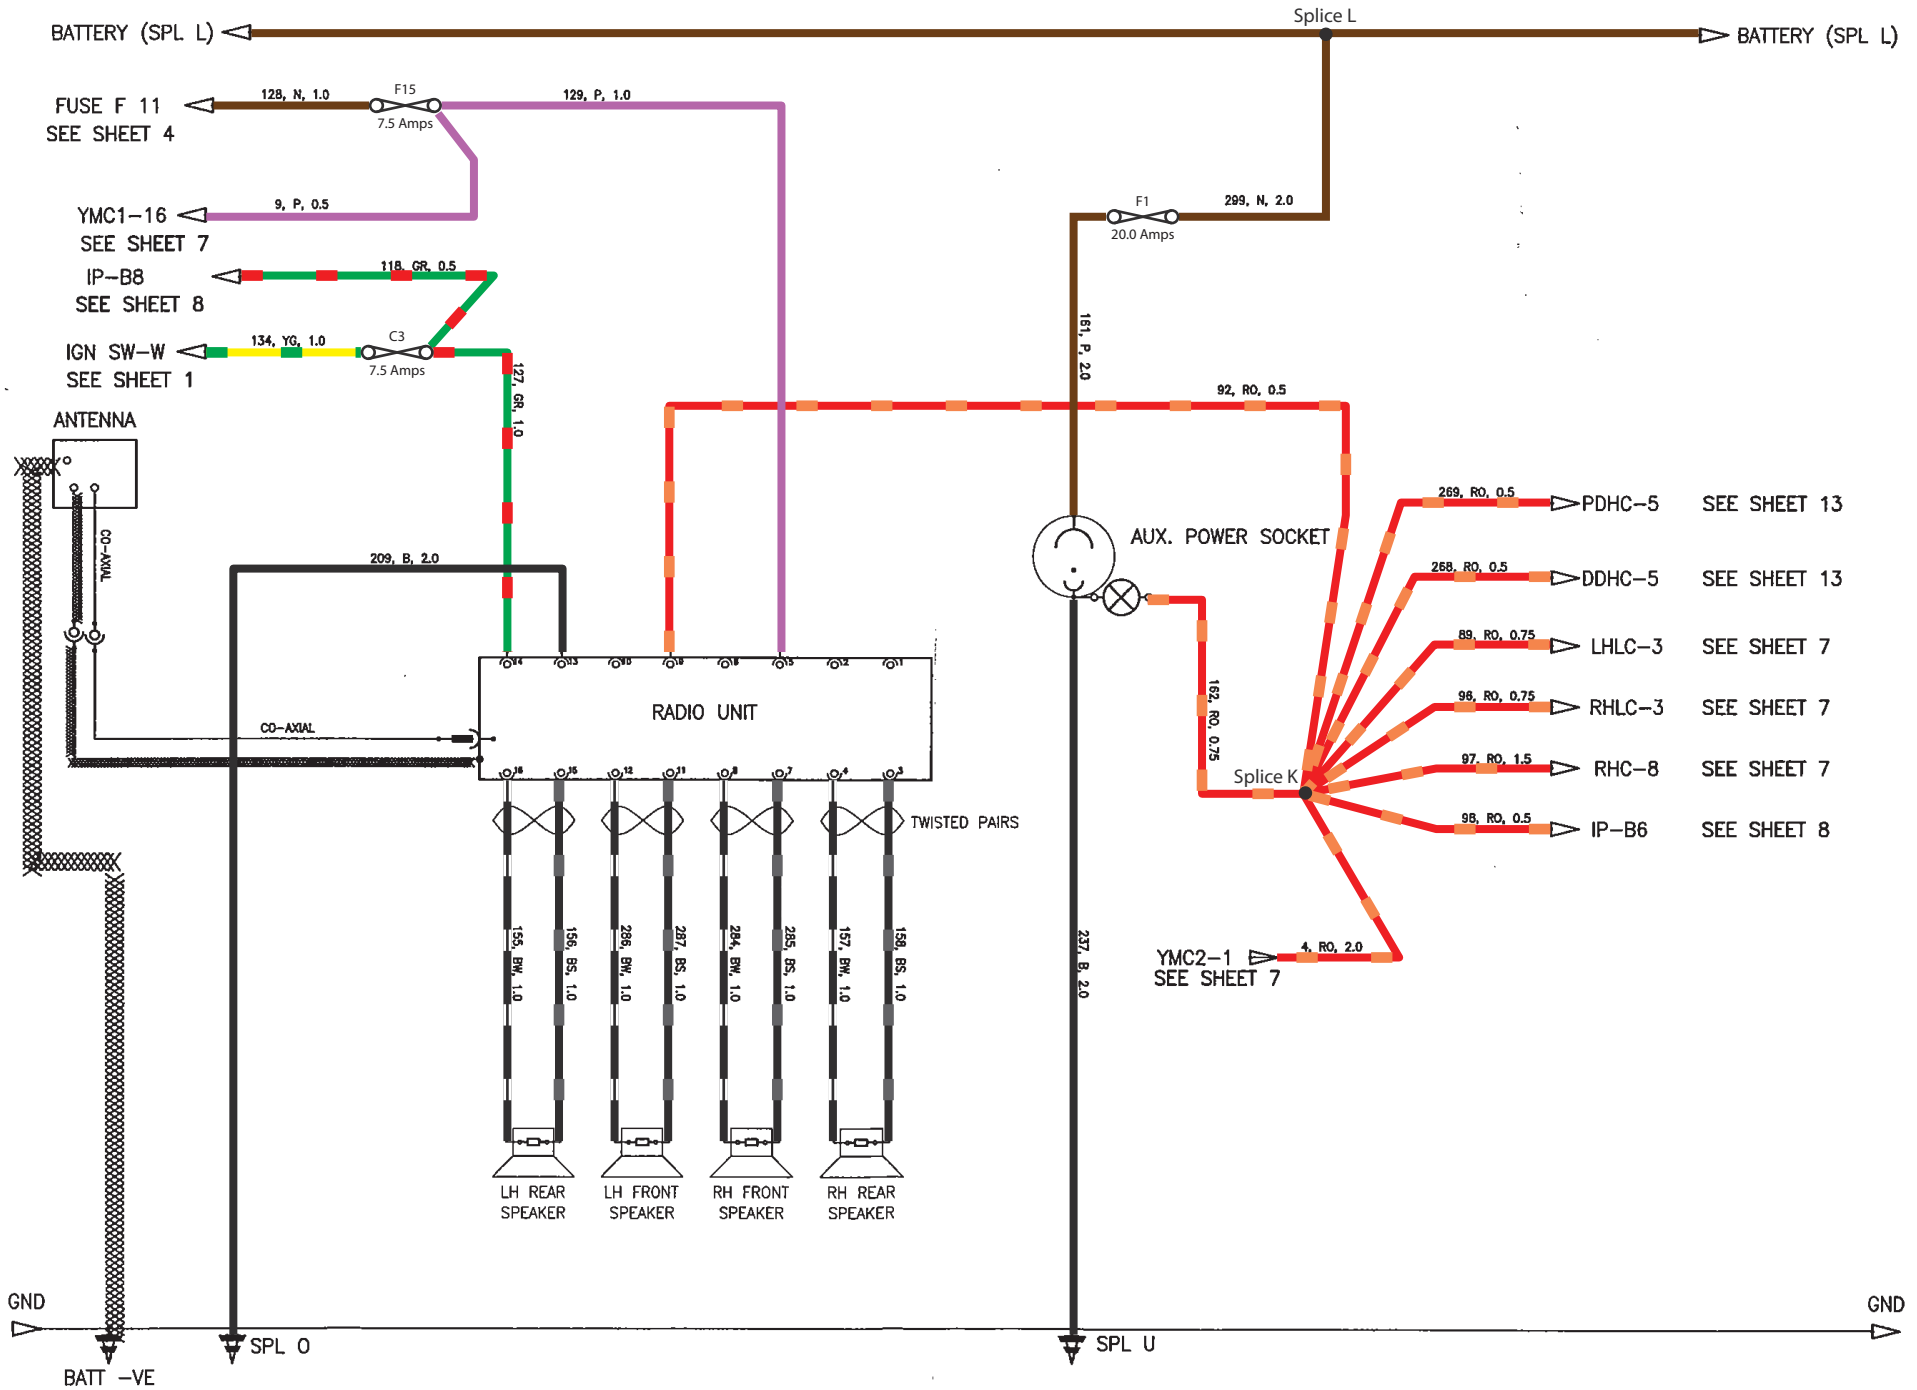 Splice L
BATTERY (SPL L)
BATTERY (SPL L)
FUSE F 11
SEE SHEET 4
128, N, 1.0
F15
7.5 Amps
129, P, 1.0
YMC1-16
SEE SHEET 7
9, P, 0.5
F1
20.0 Amps
299, N, 2.0
IP-B8
SEE SHEET 8
118, GR, 0.5
IGN SW-W
SEE SHEET 1
134, YG, 1.0
C3
7.5 Amps
127, GR, 1.0
161, P, 2.0
92, RO, 0.5
ANTENNA
CO-AXIAL
209, B, 2.0
AUX. POWER SOCKET
269, RO, 0.5
PDHC-5 SEE SHEET 13
268, RO, 0.5
DDHC-5 SEE SHEET 13
89, RO, 0.75
LHLC-3 SEE SHEET 7
96, RO, 0.75
RHLC-3 SEE SHEET 7
97, RO, 1.5
RHC-8 SEE SHEET 7
98, RO, 0.5
IP-B6 SEE SHEET 8
162, RO, 0.75
Splice K
RADIO UNIT
CO-AXIAL
16 15 12 11 8 7 4 3
TWISTED PAIRS
155, BW, 1.0
156, BS, 1.0
286, BW, 1.0
287, BS, 1.0
284, BW, 1.0
285, BS, 1.0
157, BW, 1.0
158, BS, 1.0
237, B, 2.0
YMC2-1
SEE SHEET 7
4, RO, 2.0
LH REAR
SPEAKER
LH FRONT
SPEAKER
RH FRONT
SPEAKER
RH REAR
SPEAKER
GND
GND
SPL O
SPL U
BATT -VE